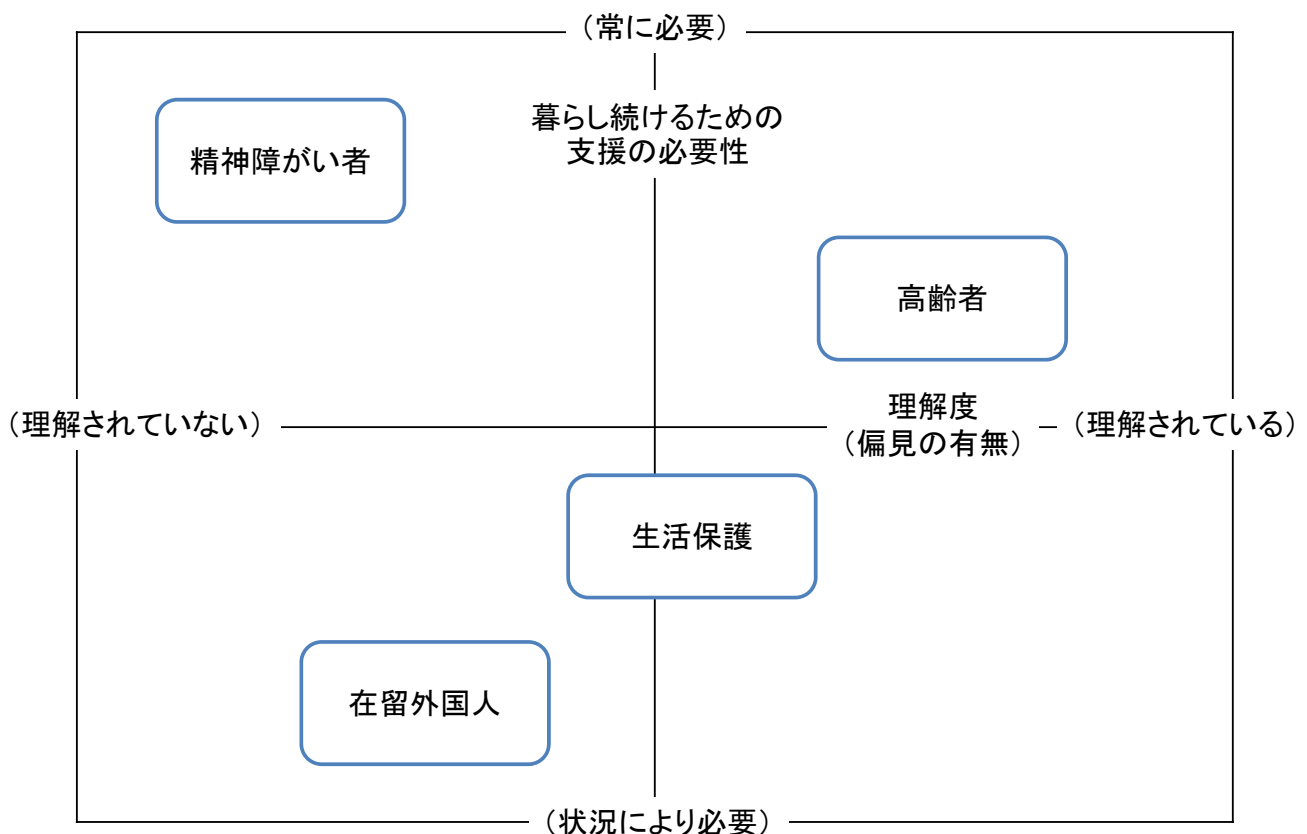 （常に必要）
暮らし続けるための
支援の必要性
精神障がい者
高齢者
（理解されていない）
理解度
（偏見の有無）
（理解されている）
生活保護
在留外国人
（状況により必要）